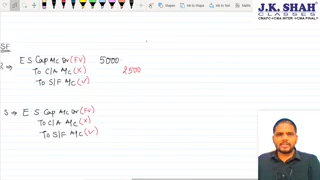 J.K. SHAH
CLASSES
SF
E S Cap A/c Dr (FV) 5000
To C/A A/c (X) 2500
To S/F A/c (✓)
S → E S Cap A/c Dr (FV)
To C/A A/c (X)
To S/F A/c (✓)